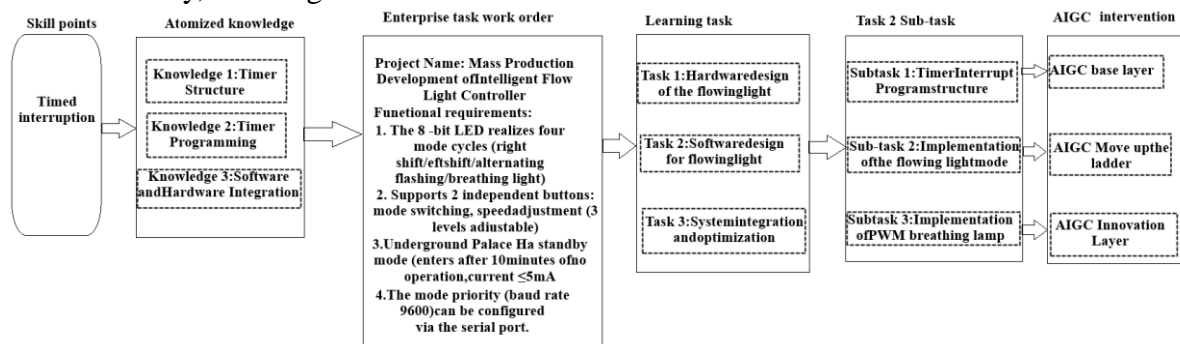 Skill points
Timed
interruption
Atomized knowledge
Knowledge 1:Timer
Structure
Knowledge 2:Timer
Programming
Knowledge 3:Software
andHardware Integration
Enterprise task work order
Project Name: Mass Production
Development ofIntelligent Flow
Light Controller
Funetional requirements:
1. The 8 -bit LED realizes four
mode cycles (right
shift/eftshift/alternating
flashing/breathing light)
2. Supports 2 independent buttons:
mode switching, speedadjustment (3
levels adiustable)
3.Underground Palace Ha standby
mode (enters after 10minutes ofno
operation,current ≤5mA
4.The mode priority (baud rate
9600)can be configured
via the serial port.
Learning task
Task 1:Hardwaredesign
of the flowinglight
Task 2:Softwaredesign
for flowinglight
Task 3:Systemintegration
andoptimization
Task 2 Sub-task
Subtask 1:TimerInterrupt
Programstructure
Sub-task 2:Implementation
ofthe flowing lightmode
Subtask 3:Implementation
ofPWM breathing lamp
AIGC intervention
AIGC base layer
AIGC Move upthe
ladder
AIGC Innovation
Layer